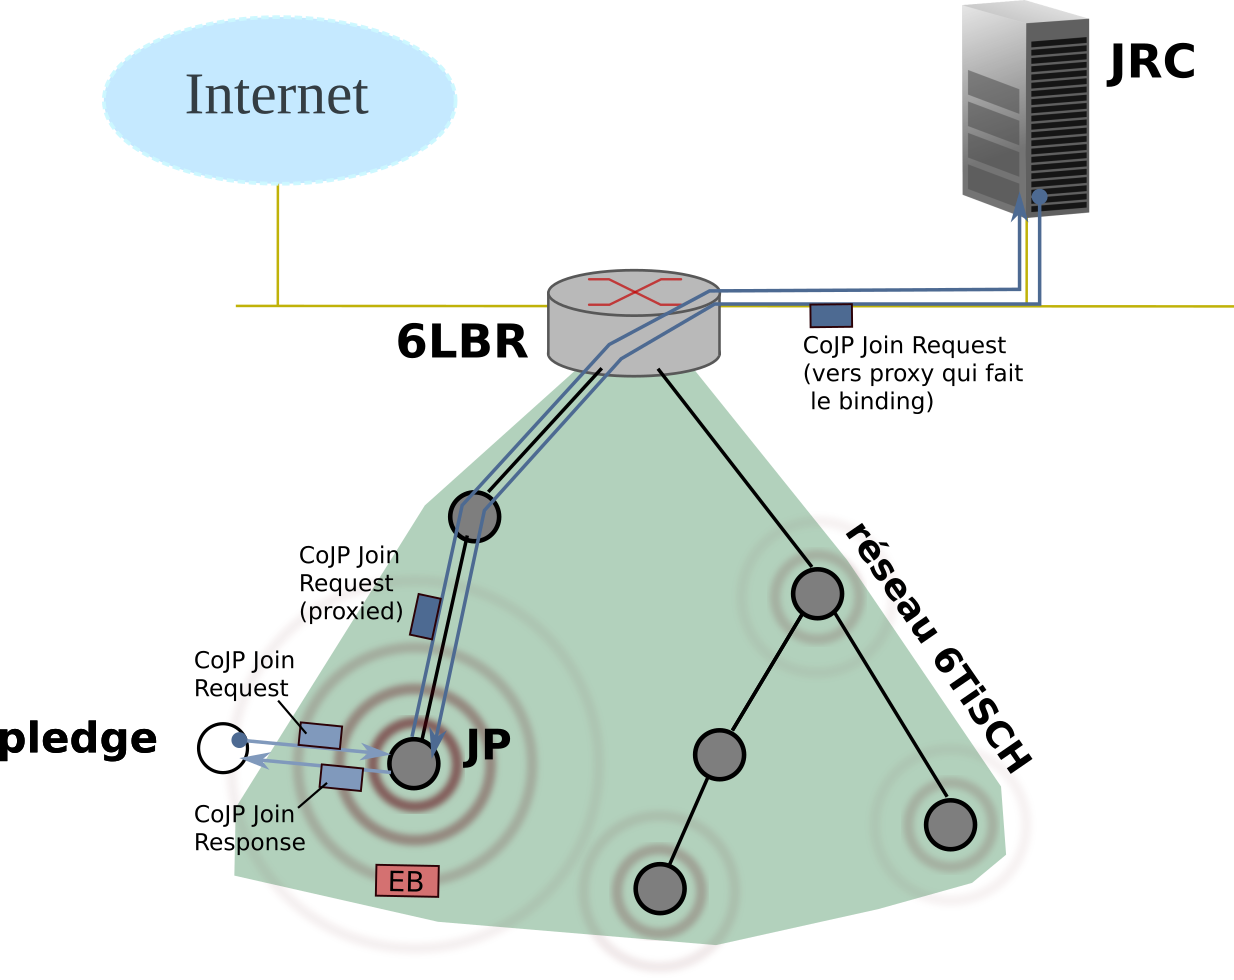 Internet
JRC
6LBR
CoJP Join Request
(vers proxy qui fait
le binding)
CoJP Join
Request
(proxied)
réseau 6TiSCH
CoJP Join
Request
pledge
JP
CoJP Join
Response
EB